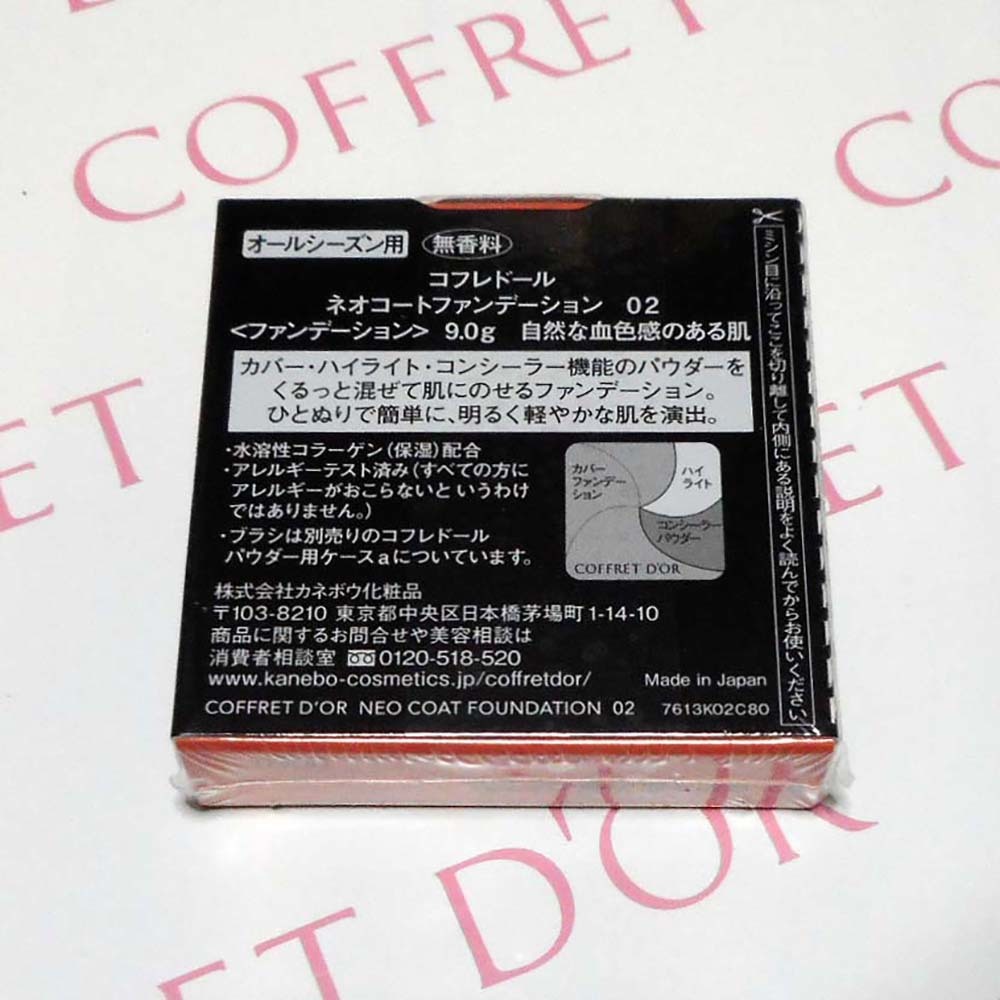 COFFRET
COFFRET
COFFRET
オールシーズン用 無香料
コフレドール
ネオコートファンデーション 02
<ファンデーション> 9.0g 自然な血色感のある肌
カバー・ハイライト・コンシーラー機能のパウダーを
くるっと混ぜて肌にのせるファンデーション。
ひとぬりで簡単に、明るく軽やかな肌を演出。
・水溶性コラーゲン(保湿)配合
・アレルギーテスト済み(すべての方に
アレルギーがおこらないと いうわけ
ではありません。)
・ブラシは別売りのコフレドール
パウダー用ケースaについています。
カバー
ファンデー
ション
ハイ
ライト
コンシーラー
パウダー
COFFRET D'OR
株式会社カネボウ化粧品
〒103-8210 東京都中央区日本橋茅場町1-14-10
商品に関するお問合せや美容相談は
消費者相談室 0120-518-520
www.kanebo-cosmetics.jp/coffretdor/ Made in Japan
COFFRET D'OR NEO COAT FOUNDATION 02 7613K02C80
ミシン目に沿ってここを切り離して内側にある説明をよく読んでからお使いください。
ET D'OR